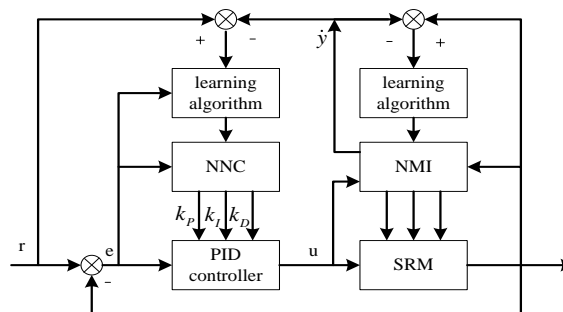 + - ẏ - +
learning
algorithm
learning
algorithm
NNC
NMI
k_P k_I k_D
r
e
-
PID
controller
u
SRM